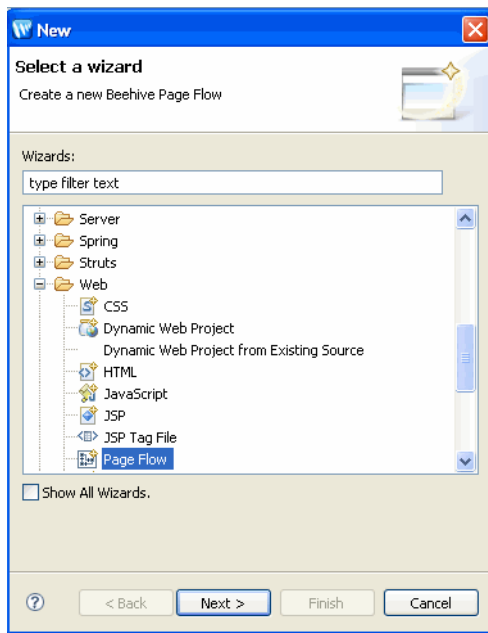 New
Select a wizard
Create a new Beehive Page Flow
Wizards:
type filter text
Server
Spring
Struts
Web
CSS
Dynamic Web Project
Dynamic Web Project from Existing Source
HTML
JavaScript
JSP
JSP Tag File
Page Flow
Show All Wizards.
? < Back Next > Finish Cancel